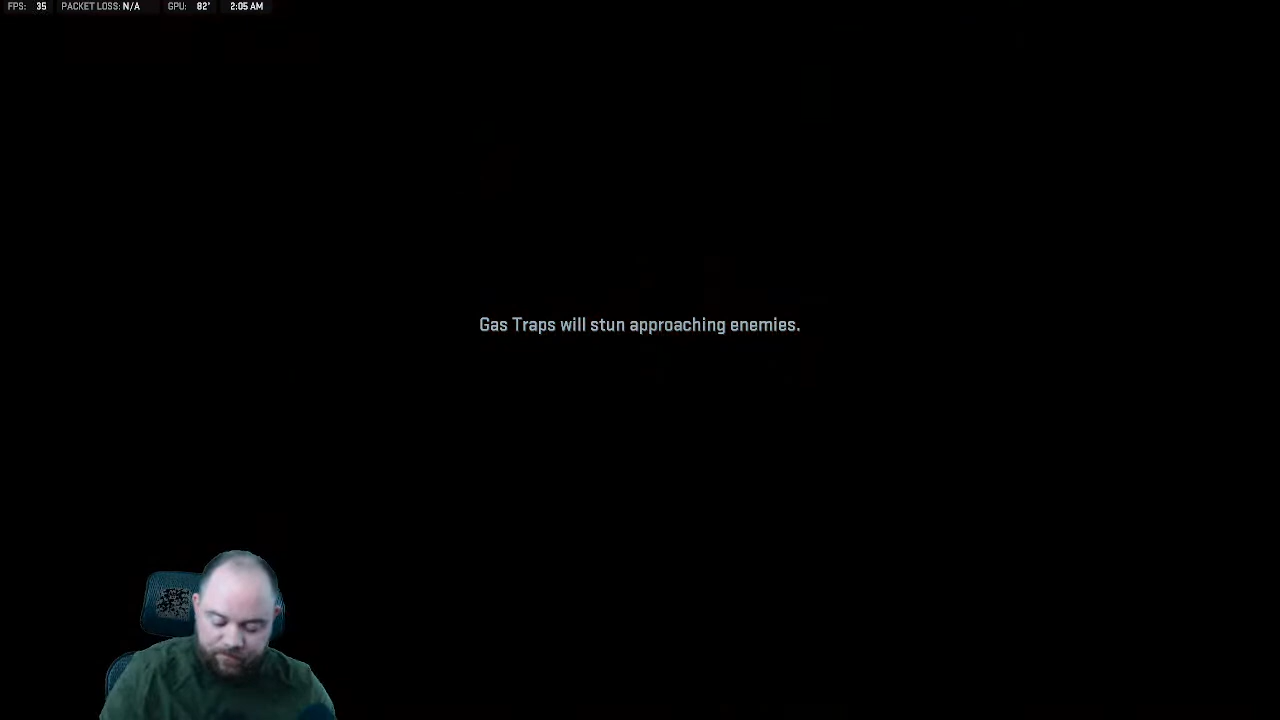 FPS: 35 PACKET LOSS: N/A GPU: 82° 2:05 AM
Gas Traps will stun approaching enemies.